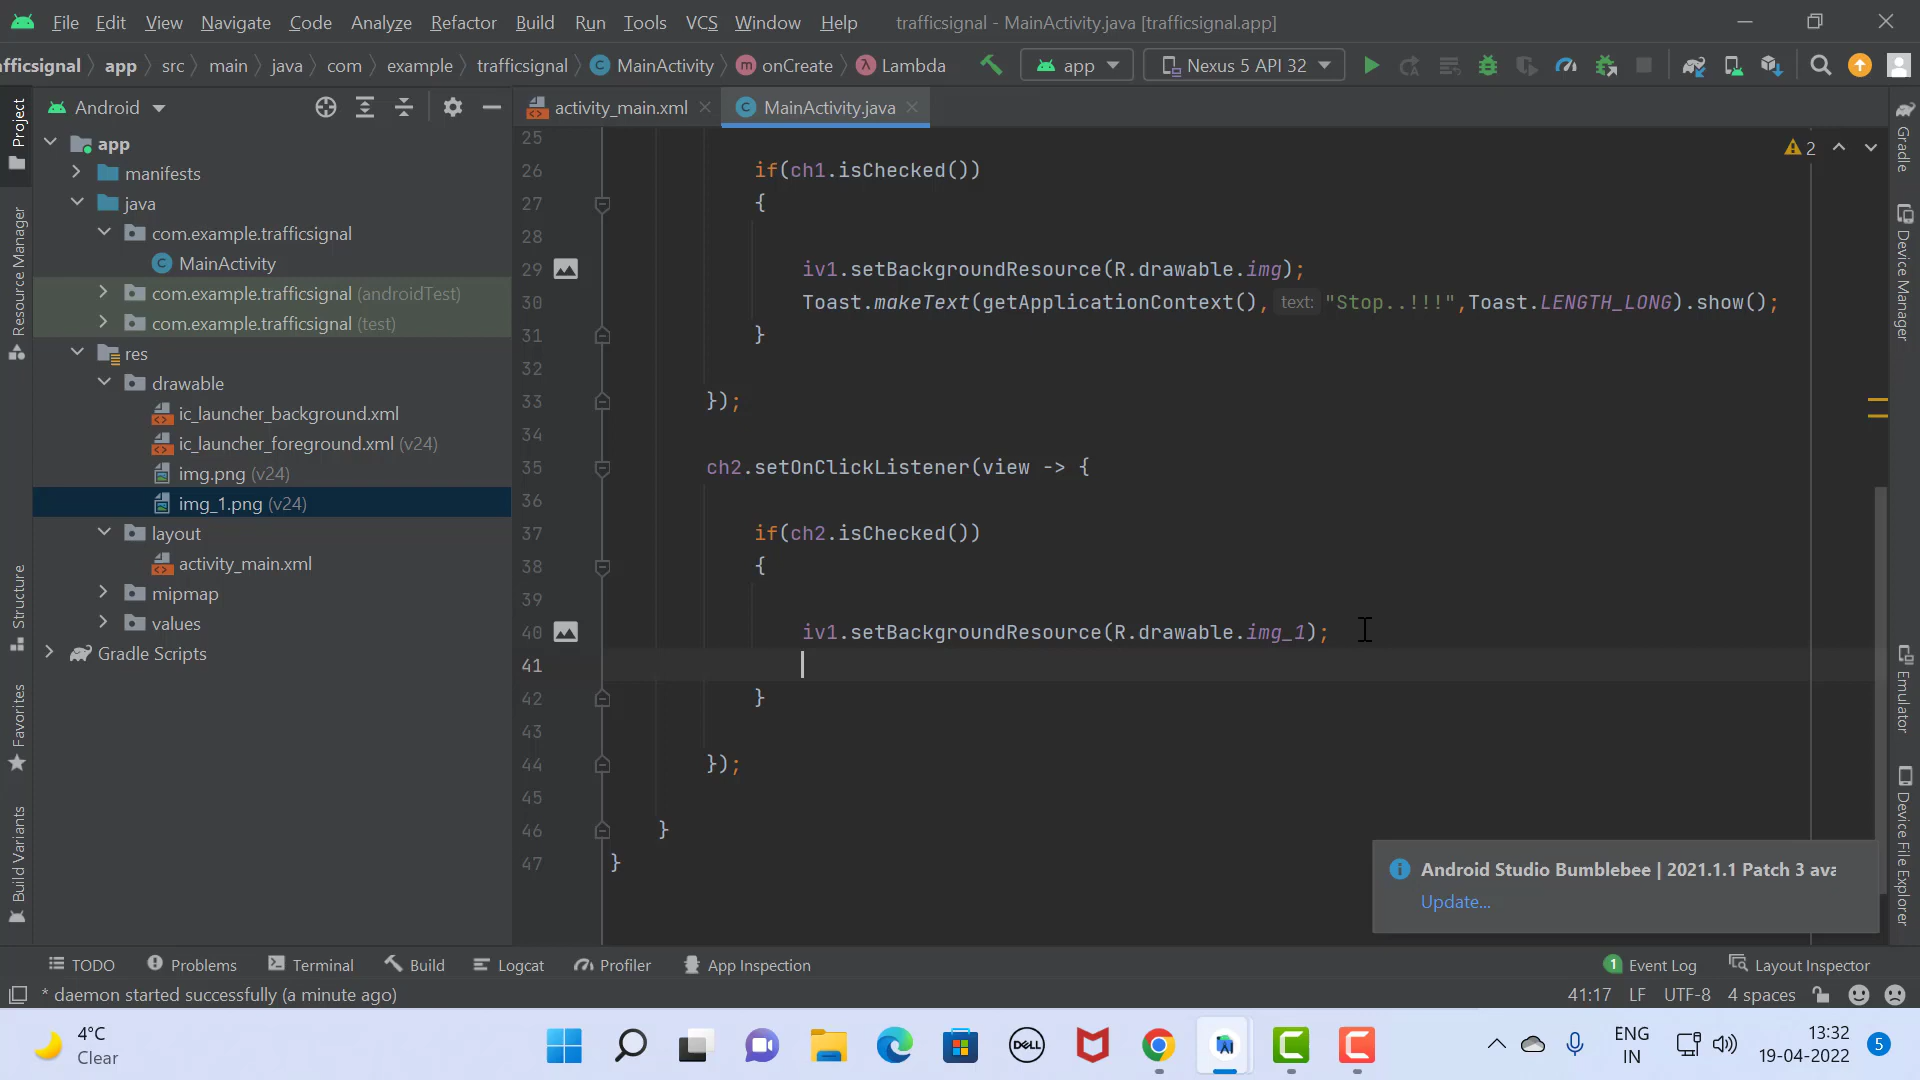 File Edit View Navigate Code Analyze Refactor Build Run Tools VCS Window Help trafficsignal - MainActivity.java [trafficsignal.app]
fficsignal app src main java com example trafficsignal MainActivity onCreate Lambda app Nexus 5 API 32
Android
activity_main.xml
MainActivity.java
Project
Resource Manager
Structure
Favorites
Build Variants
app
manifests
java
com.example.trafficsignal
MainActivity
com.example.trafficsignal (androidTest)
com.example.trafficsignal (test)
res
drawable
ic_launcher_background.xml
ic_launcher_foreground.xml (v24)
img.png (v24)
img_1.png (v24)
layout
activity_main.xml
mipmap
values
Gradle Scripts
2
25
26 if(ch1.isChecked())
27 {
28
29 iv1.setBackgroundResource(R.drawable.img);
30 Toast.makeText(getApplicationContext(), text: "Stop..!!!",Toast.LENGTH_LONG).show();
31 }
32
33 });
34
35 ch2.setOnClickListener(view -> {
36
37 if(ch2.isChecked())
38 {
39
40 iv1.setBackgroundResource(R.drawable.img_1);
41
42 }
43
44 });
45
46 }
47 }
Gradle
Device Manager
Emulator
Device File Explorer
Android Studio Bumblebee | 2021.1.1 Patch 3 ava
Update...
TODO Problems Terminal Build Logcat Profiler App Inspection 1 Event Log Layout Inspector
* daemon started successfully (a minute ago) 41:17 LF UTF-8 4 spaces
4°C
Clear
DELL
ENG
IN
13:32
19-04-2022
5